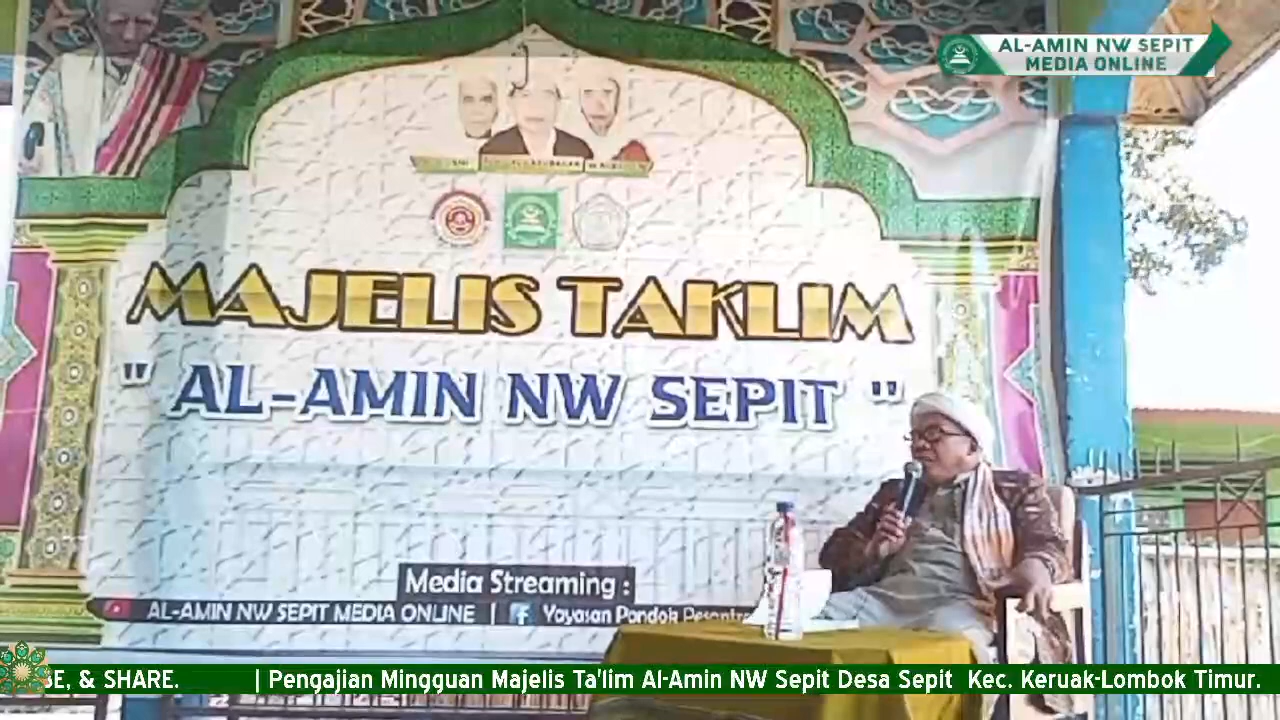 AL-AMIN NW SEPIT
MEDIA ONLINE
MAJELIS TAKLIM
" AL-AMIN NW SEPIT "
Media Streaming :
AL-AMIN NW SEPIT MEDIA ONLINE | Yayasan Pondok
BE, & SHARE. | Pengajian Mingguan Majelis Ta'lim Al-Amin NW Sepit Desa Sepit Kec. Keruak-Lombok Timur.